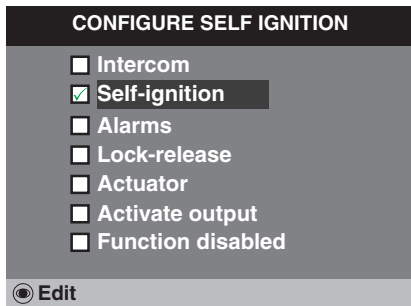 CONFIGURE SELF IGNITION
Intercom
Self-ignition
Alarms
Lock-release
Actuator
Activate output
Function disabled
Edit